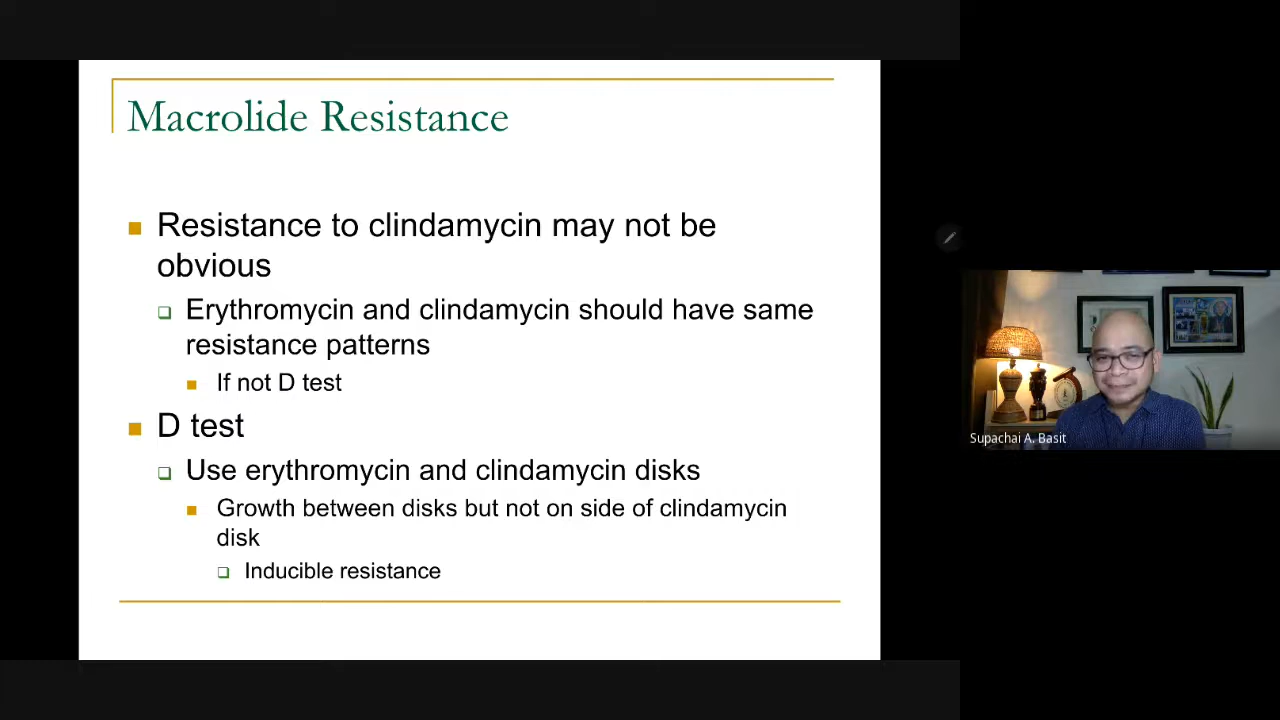 Macrolide Resistance
Resistance to clindamycin may not be
obvious
Erythromycin and clindamycin should have same
resistance patterns
If not D test
D test
Use erythromycin and clindamycin disks
Growth between disks but not on side of clindamycin
disk
Inducible resistance
Supachai A. Basit